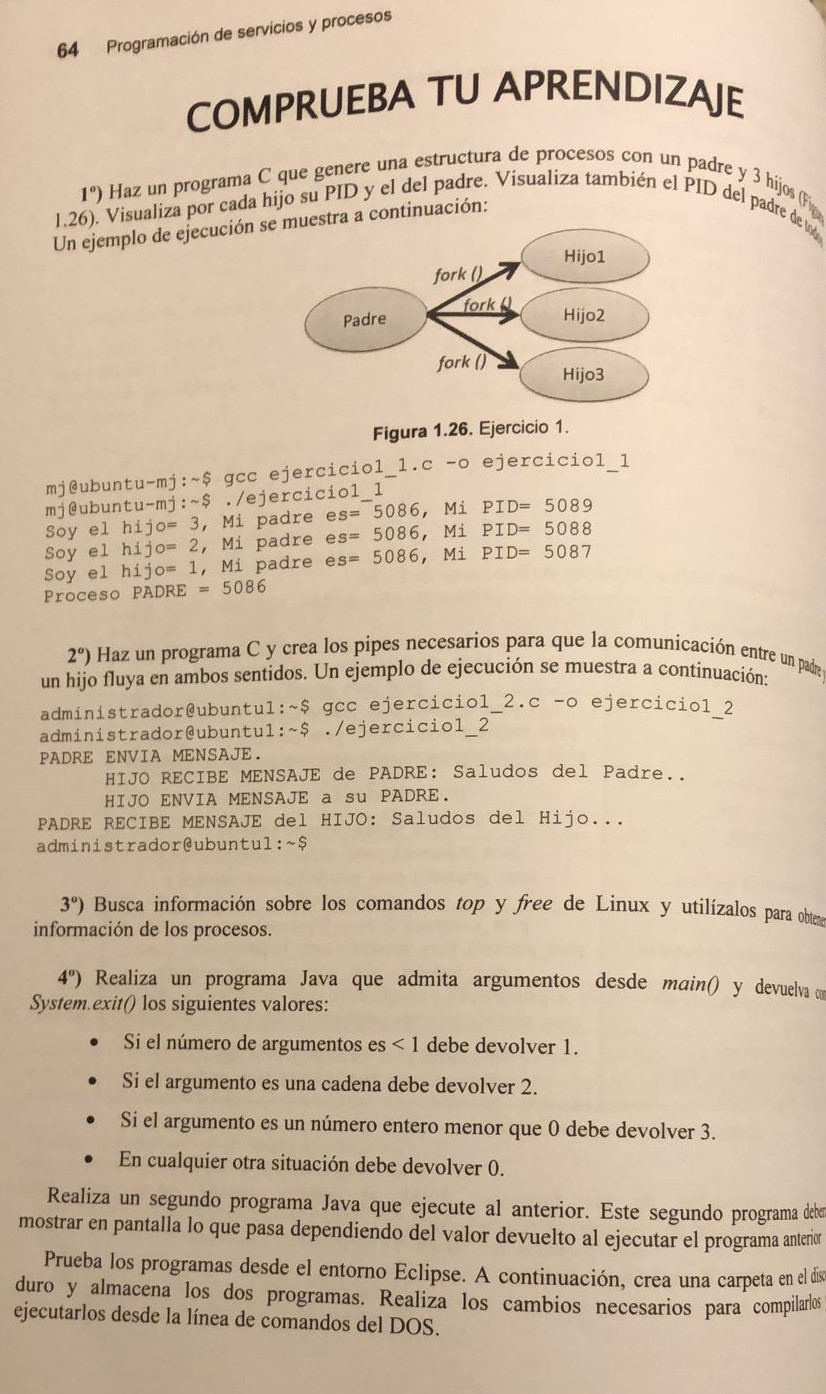 64 Programación de servicios y procesos
COMPRUEBA TU APRENDIZAJE
1º) Haz un programa C que genere una estructura de procesos con un padre y 3 hijos (Figura
1.26). Visualiza por cada hijo su PID y el del padre. Visualiza también el PID del padre de todos.
Un ejemplo de ejecución se muestra a continuación:
Padre
fork ()
fork ()
fork ()
Hijo1
Hijo2
Hijo3
Figura 1.26. Ejercicio 1.
mj@ubuntu-mj:~$ gcc ejercicio1_1.c -o ejercicio1_1
mj@ubuntu-mj:~$ ./ejercicio1_1
Soy el hijo= 3, Mi padre es= 5086, Mi PID= 5089
Soy el hijo= 2, Mi padre es= 5086, Mi PID= 5088
Soy el hijo= 1, Mi padre es= 5086, Mi PID= 5087
Proceso PADRE = 5086
2º) Haz un programa C y crea los pipes necesarios para que la comunicación entre un padre y
un hijo fluya en ambos sentidos. Un ejemplo de ejecución se muestra a continuación:
administrador@ubuntu1:~$ gcc ejercicio1_2.c -o ejercicio1_2
administrador@ubuntu1:~$ ./ejercicio1_2
PADRE ENVIA MENSAJE.
HIJO RECIBE MENSAJE de PADRE: Saludos del Padre..
HIJO ENVIA MENSAJE a su PADRE.
PADRE RECIBE MENSAJE del HIJO: Saludos del Hijo...
administrador@ubuntu1:~$
3º) Busca información sobre los comandos top y free de Linux y utilízalos para obtener
información de los procesos.
4º) Realiza un programa Java que admita argumentos desde main() y devuelva con
System.exit() los siguientes valores:
• Si el número de argumentos es < 1 debe devolver 1.
• Si el argumento es una cadena debe devolver 2.
• Si el argumento es un número entero menor que 0 debe devolver 3.
• En cualquier otra situación debe devolver 0.
Realiza un segundo programa Java que ejecute al anterior. Este segundo programa deber
mostrar en pantalla lo que pasa dependiendo del valor devuelto al ejecutar el programa anterior
Prueba los programas desde el entorno Eclipse. A continuación, crea una carpeta en el disco
duro y almacena los dos programas. Realiza los cambios necesarios para compilarlos
ejecutarlos desde la línea de comandos del DOS.